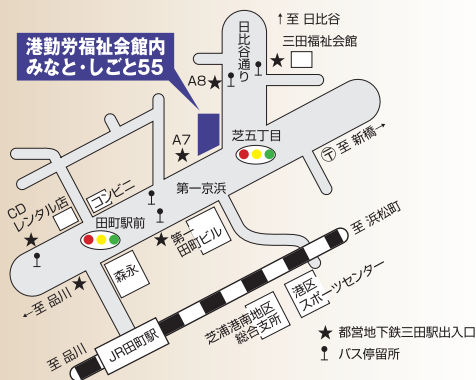 ↑至 日比谷
港勤労福祉会館内
みなと・しごと55
日比谷通り
三田福祉会館
A8
A7
芝五丁目
〒
至 新橋→
コンビニ
第一京浜
CD
レンタル店
田町駅前
第一
田町ビル
至 浜松町
←至 品川
森永
港区
スポーツセンター
芝浦港南地区
総合支所
至 品川
JR田町駅
都営地下鉄三田駅出入口
バス停留所